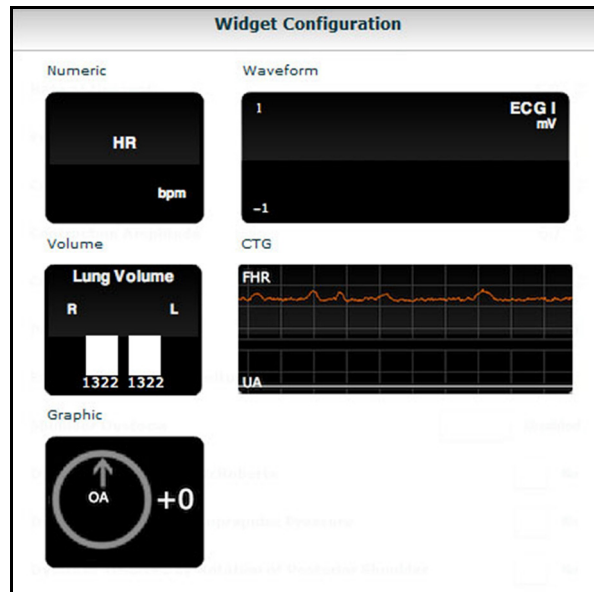 Widget Configuration
Numeric
Waveform
HR
bpm
1
ECG I
mV
-1
Volume
CTG
Lung Volume
R L
1322 1322
FHR
UA
Graphic
OA
+0